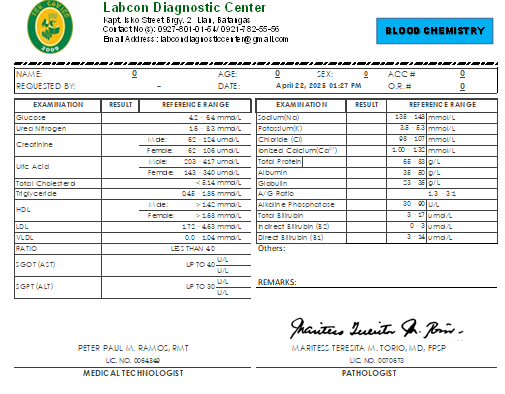 Labcon Diagnostic Center
Kapt. Isko Street Brgy. 2 Lian, Batangas
Contact No(s): 0927-801-01-64/ 0921-782-55-56
Email Address : labcondiagnosticcenter@gmail.com
BLOOD CHEMISTRY
NAME: 0 AGE: 0 SEX: 0 ACC # 0
REQUESTED BY: - DATE: April 22, 2025 01:27 PM O.R. # 0
EXAMINATION RESULT REFERENCE RANGE EXAMINATION RESULT REFERENCE RANGE
Glucose 4.2 - 6.4 mmol/L Sodium(Na) 135 - 148 mmol/L
Urea Nitrogen 1.6 - 8.3 mmol/L Potassium(K) 3.5 - 5.3 mmol/L
Creatinine Male: 62 - 124 umol/L Chloride (Cl) 98 - 107 mmol/L
Female: 62 - 106 umol/L Ionized Calcium(Ca²⁺) 1.00 - 1.32 mmol/L
Uric Acid Male: 203 - 417 umol/L Total Protein 66 - 83 g/L
Female: 143 - 340 umol/L Albumin 35 - 50 g/L
Total Cholesterol < 5.14 mmol/L Globulin 23 - 35 g/L
Triglyceride 0.45 - 1.86 mmol/L A/G Ratio 1.3 - 3:1
HDL Male: > 1.42 mmol/L Alkaline Phosphatase 30 - 90 U/L
Female: > 1.68 mmol/L Total Bilirubin 3 - 17 umol/L
LDL 1.72 - 4.63 mmol/L Indirect Bilirubin (B2) 0 - 3 umol/L
VLDL 0.0 - 1.04 mmol/L Direct Bilirubin (B1) 3 - 14 umol/L
RATIO LESS THAN 4.0 Others:
SGOT (AST) UP TO 40 U/L
U/L
SGPT (ALT) UP TO 30 U/L REMARKS:
U/L
PETER PAUL M. RAMOS, RMT MARITESS TERESITA M. TORIO, MD, FPSP
LIC. NO. 0064349 LIC. NO. 0070673
MEDICAL TECHNOLOGIST PATHOLOGIST